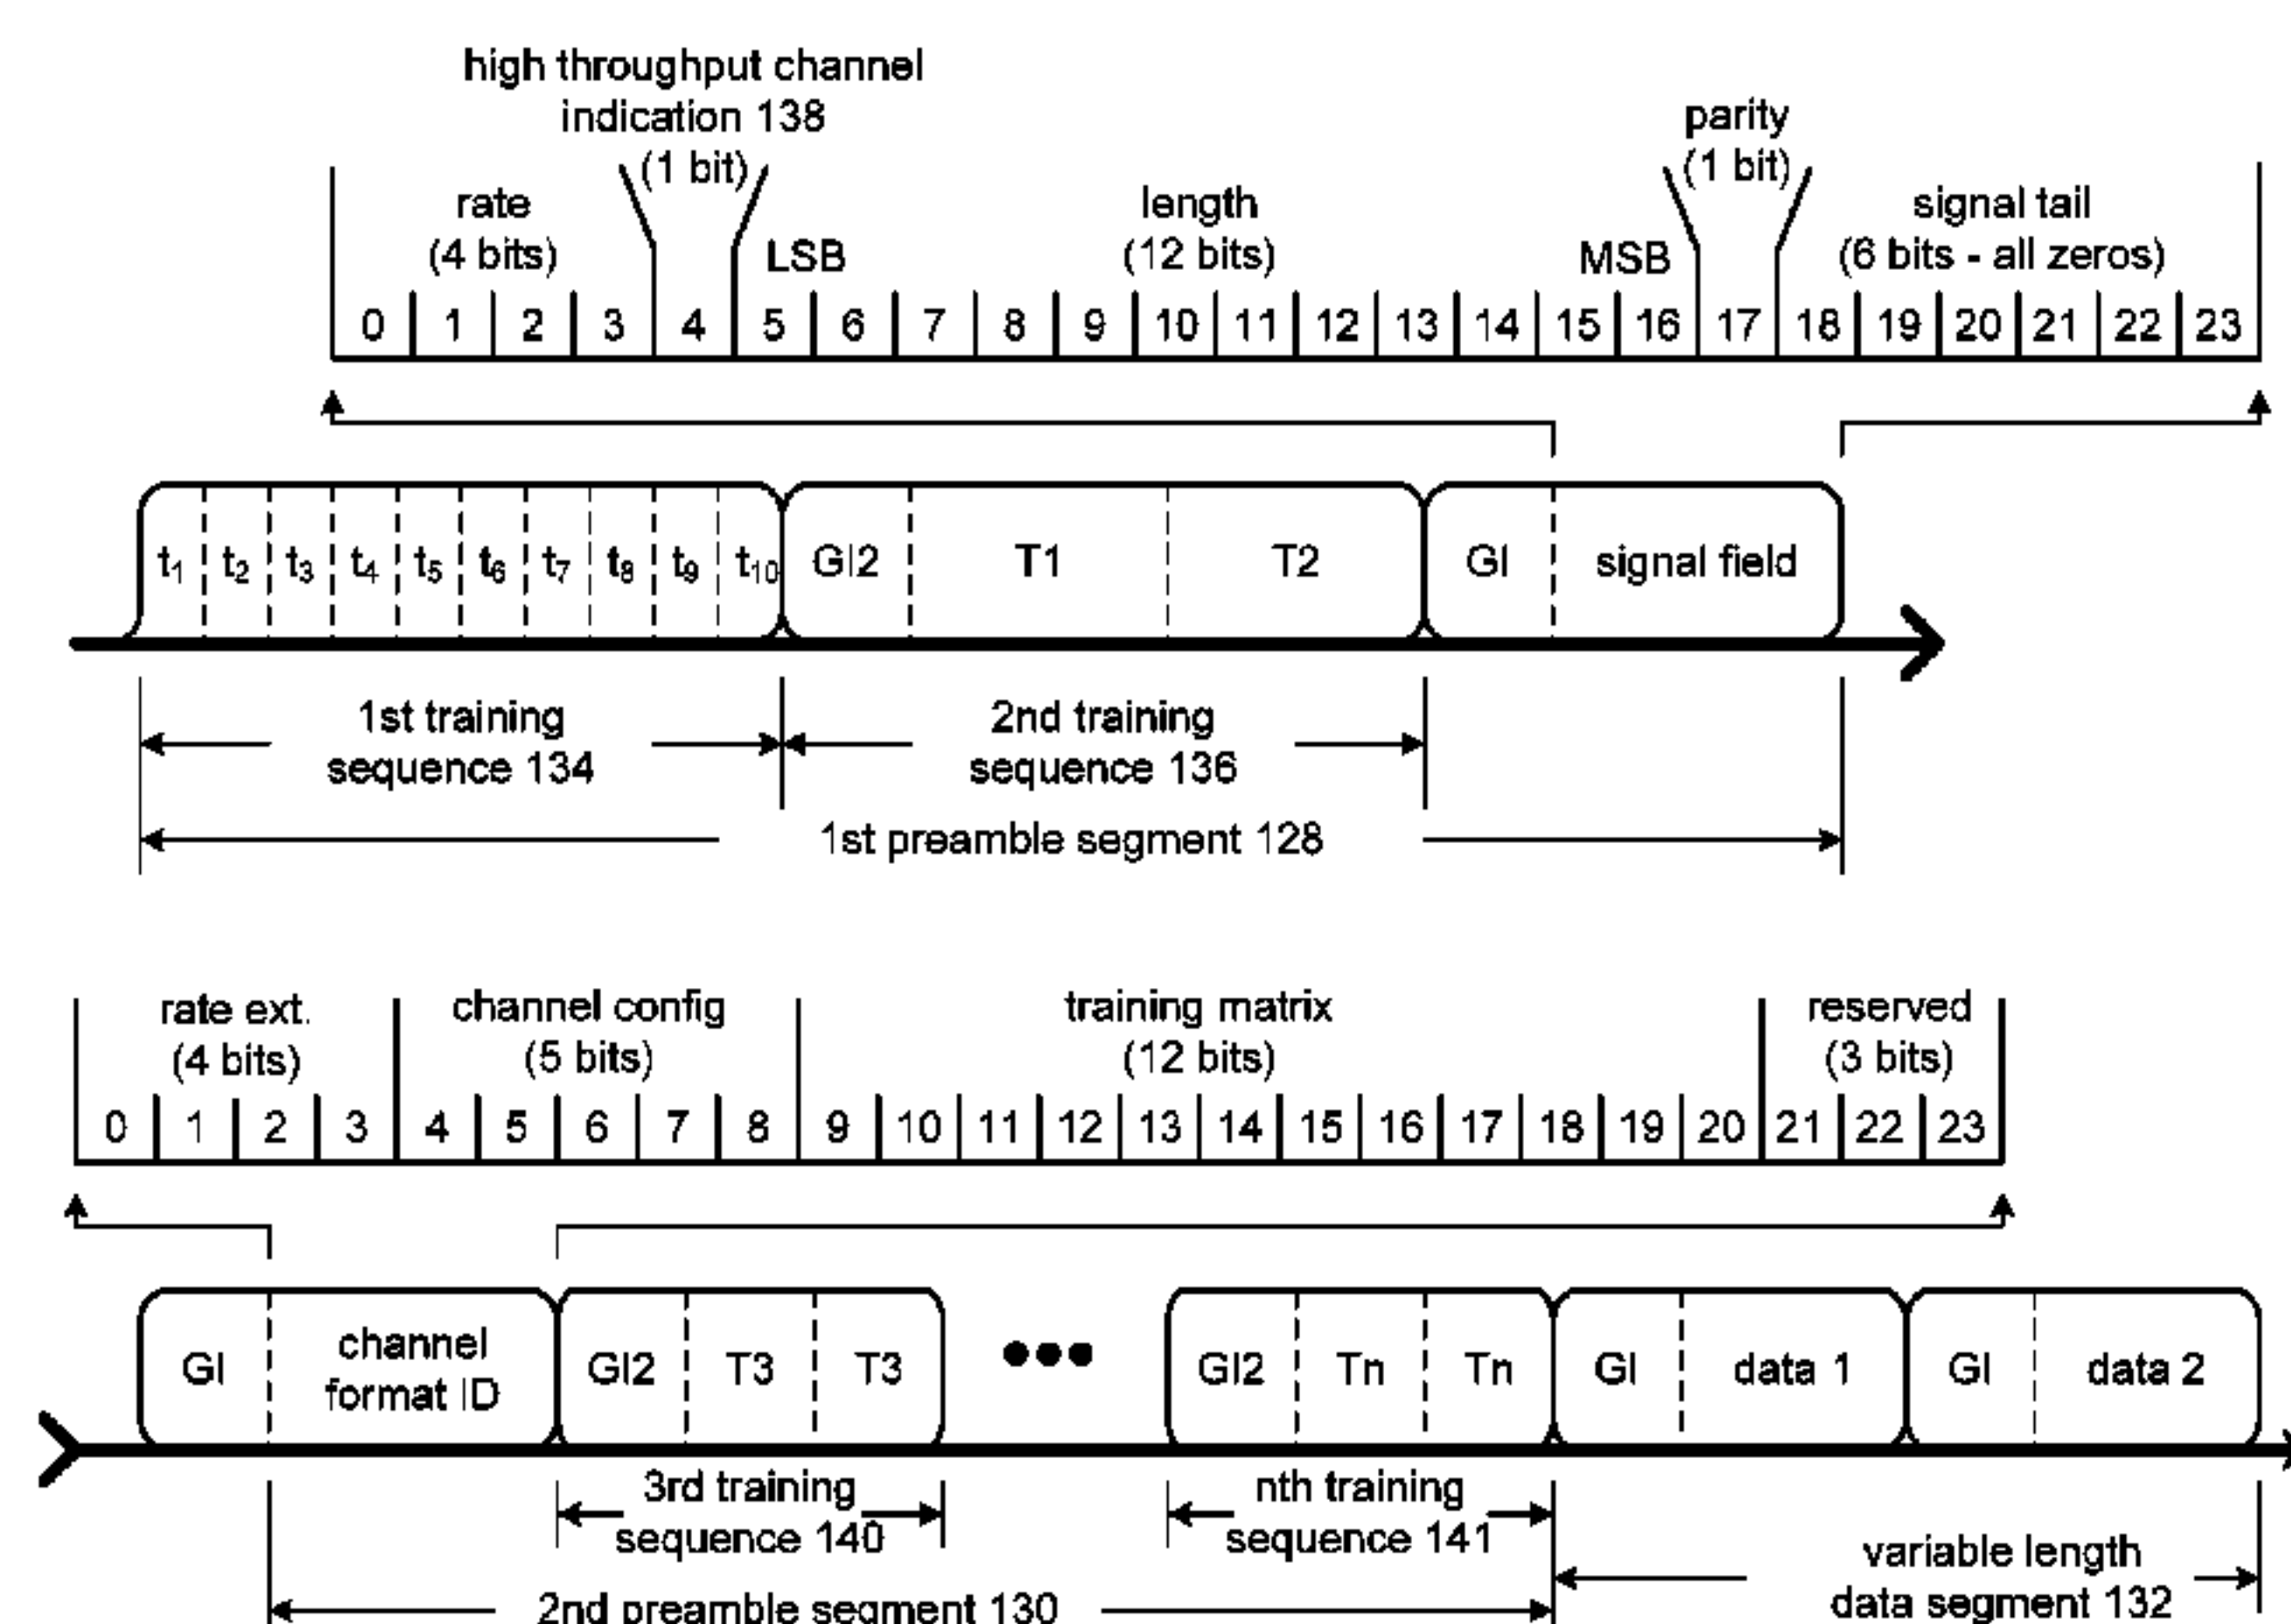 high throughput channel
indication 138
(1 bit)
parity
(1 bit)
rate
(4 bits)
LSB
length
(12 bits)
MSB
signal tail
(6 bits - all zeros)
0 1 2 3 4 5 6 7 8 9 10 11 12 13 14 15 16 17 18 19 20 21 22 23
t1 t2 t3 t4 t5 t6 t7 t8 t9 t10 GI2 T1 T2 GI signal field
1st training
sequence 134
2nd training
sequence 136
1st preamble segment 128
rate ext.
(4 bits)
channel config
(5 bits)
training matrix
(12 bits)
reserved
(3 bits)
0 1 2 3 4 5 6 7 8 9 10 11 12 13 14 15 16 17 18 19 20 21 22 23
GI
channel
format ID
GI2 T3 T3 ●●● GI2 Tn Tn GI data 1 GI data 2
3rd training
sequence 140
nth training
sequence 141
variable length
data segment 132
2nd preamble segment 130